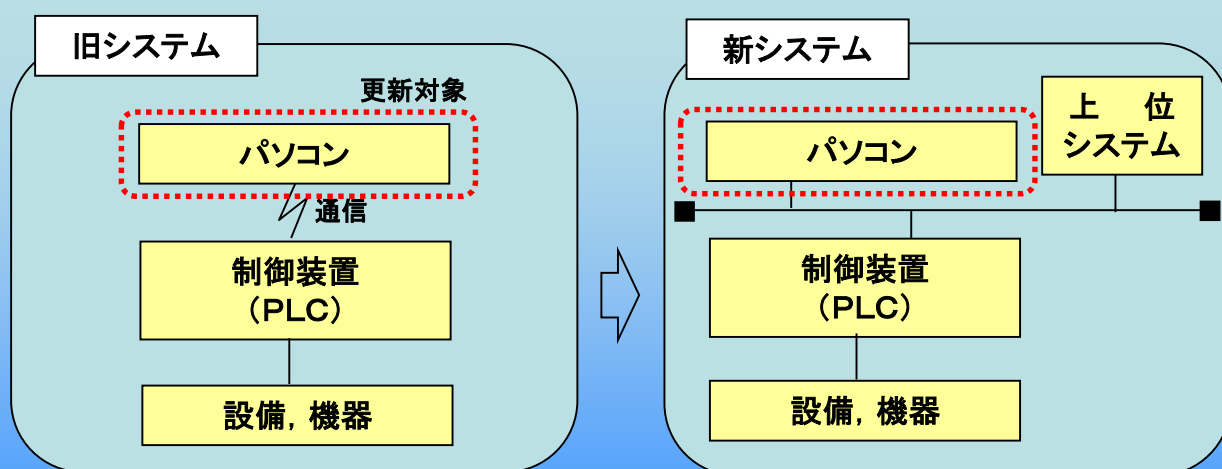 旧システム
更新対象
パソコン
通信
制御装置
(PLC)
設備，機器
新システム
上　位
システム
パソコン
制御装置
(PLC)
設備，機器